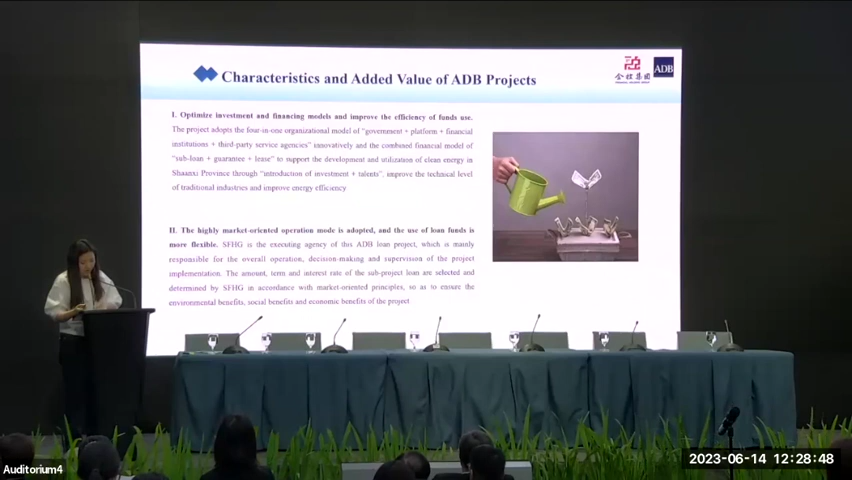 Characteristics and Added Value of ADB Projects
金控集团
ADB
I. Optimize investment and financing models and improve the efficiency of funds use.
The project adopts the four-in-one organizational model of "government + platform + financial
institutions + third-party service agencies" innovatively and the combined financial model of
"sub-loan + guarantee + lease" to support the development and utilization of clean energy in
Shaanxi Province through "introduction of investment + talents", improve the technical level
of traditional industries and improve energy efficiency
II. The highly market-oriented operation mode is adopted, and the use of loan funds is
more flexible. SFHG is the executing agency of this ADB loan project, which is mainly
responsible for the overall operation, decision-making and supervision of the project
implementation. The amount, term and interest rate of the sub-project loan are selected and
determined by SFHG in accordance with market-oriented principles, so as to ensure the
environmental benefits, social benefits and economic benefits of the project
Auditorium4
2023-06-14 12:28:48